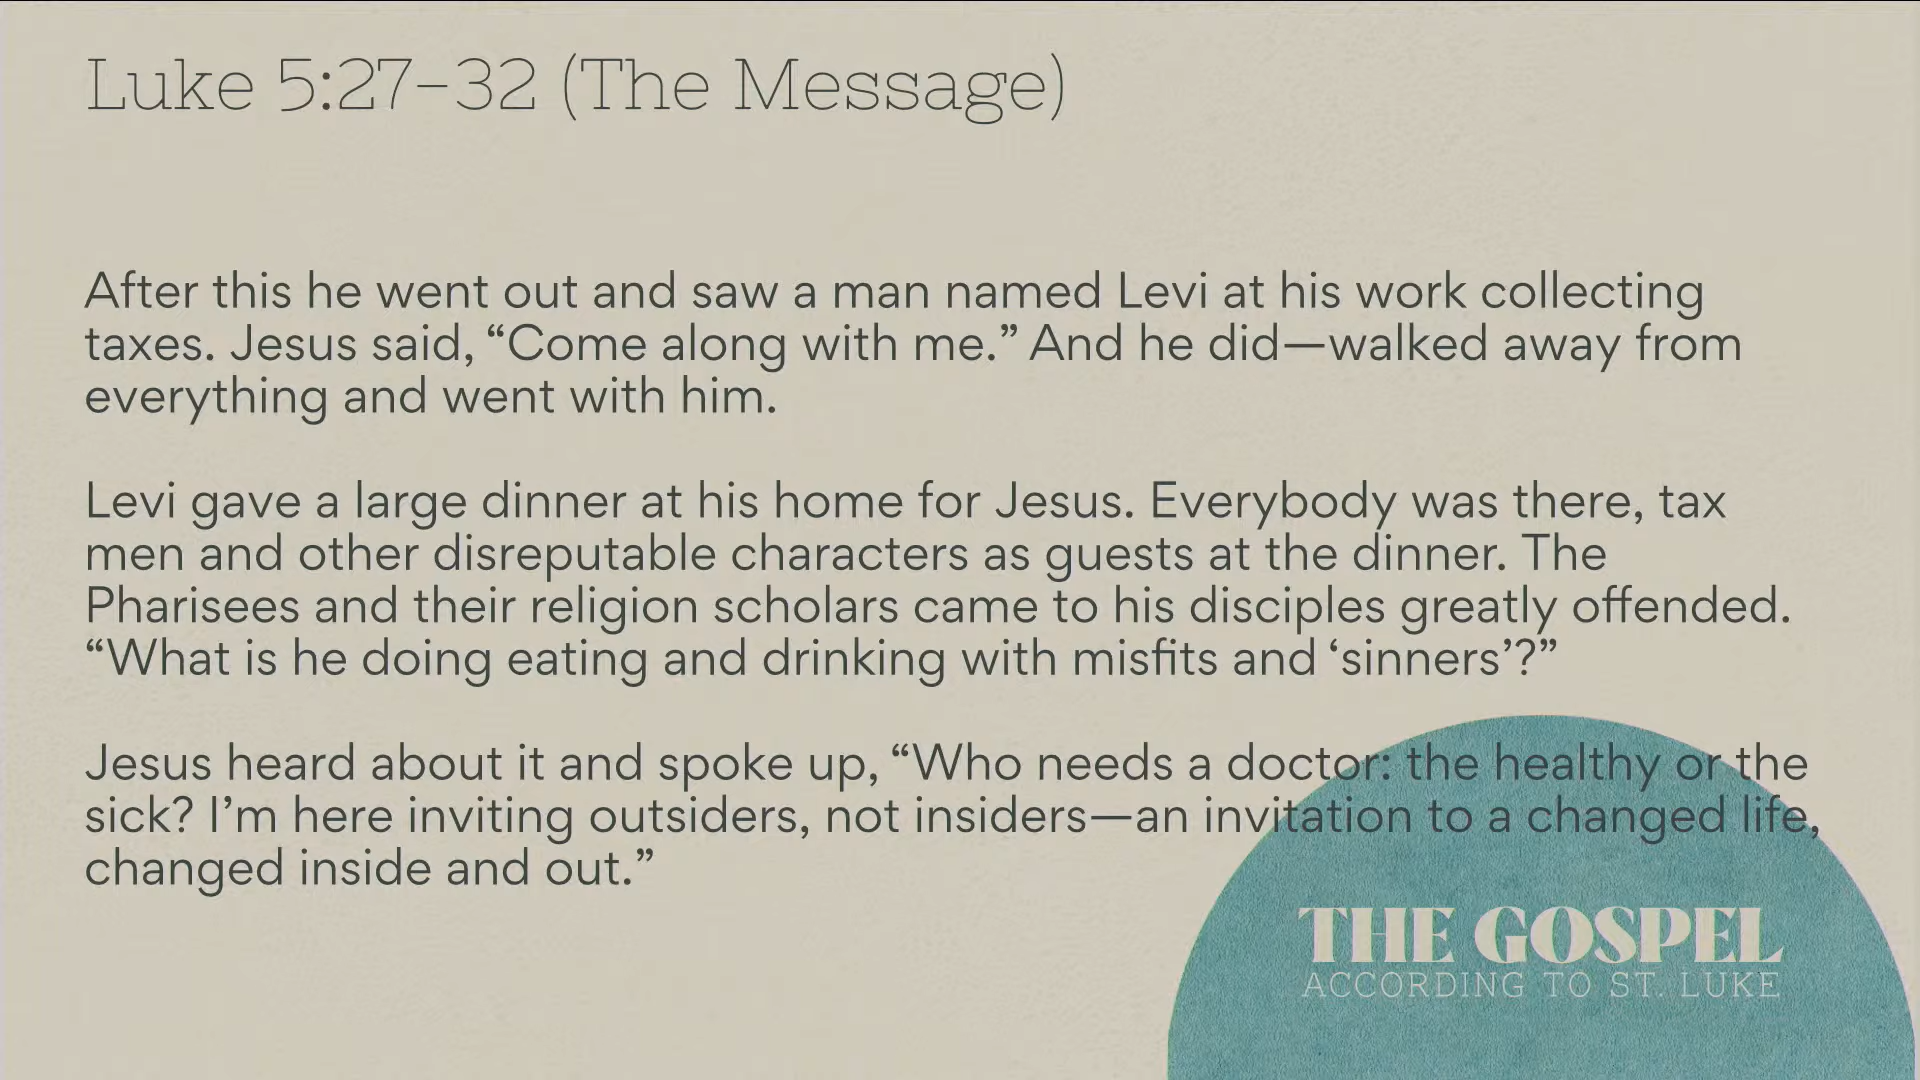 Luke 5:27–32 (The Message)
After this he went out and saw a man named Levi at his work collecting
taxes. Jesus said, “Come along with me.” And he did—walked away from
everything and went with him.
Levi gave a large dinner at his home for Jesus. Everybody was there, tax
men and other disreputable characters as guests at the dinner. The
Pharisees and their religion scholars came to his disciples greatly offended.
“What is he doing eating and drinking with misfits and ‘sinners’?”
Jesus heard about it and spoke up, “Who needs a doctor: the healthy or the
sick? I’m here inviting outsiders, not insiders—an invitation to a changed life,
changed inside and out.”
THE GOSPEL
ACCORDING TO ST. LUKE